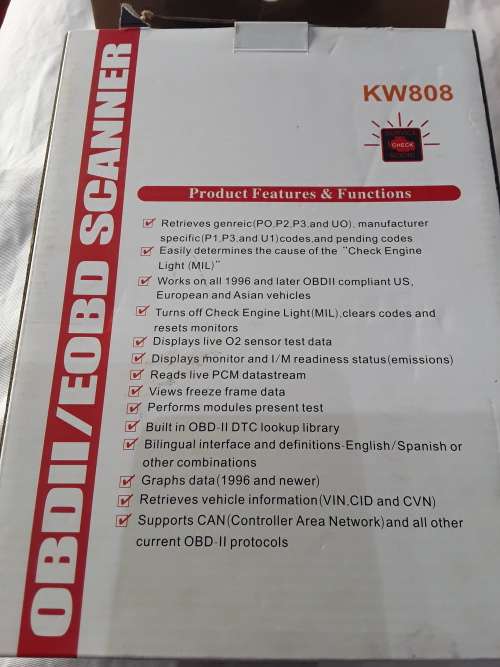 KW808
SERVICE
CHECK
SOON
OBDII/EOBD SCANNER
Product Features & Functions
Retrieves genreic(PO,P2,P3,and UO), manufacturer
specific(P1,P3,and U1)codes,and pending codes
Easily determines the cause of the "Check Engine
Light (MIL)"
Works on all 1996 and later OBDII compliant US,
European and Asian vehicles
Turns off Check Engine Light(MIL),clears codes and
resets monitors
Displays live O2 sensor test data
Displays monitor and I/M readiness status(emissions)
Reads live PCM datastream
Views freeze frame data
Performs modules present test
Built in OBD-II DTC lookup library
Bilingual interface and definitions-English/Spanish or
other combinations
Graphs data(1996 and newer)
Retrieves vehicle information(VIN,CID and CVN)
Supports CAN(Controller Area Network)and all other
current OBD-II protocols